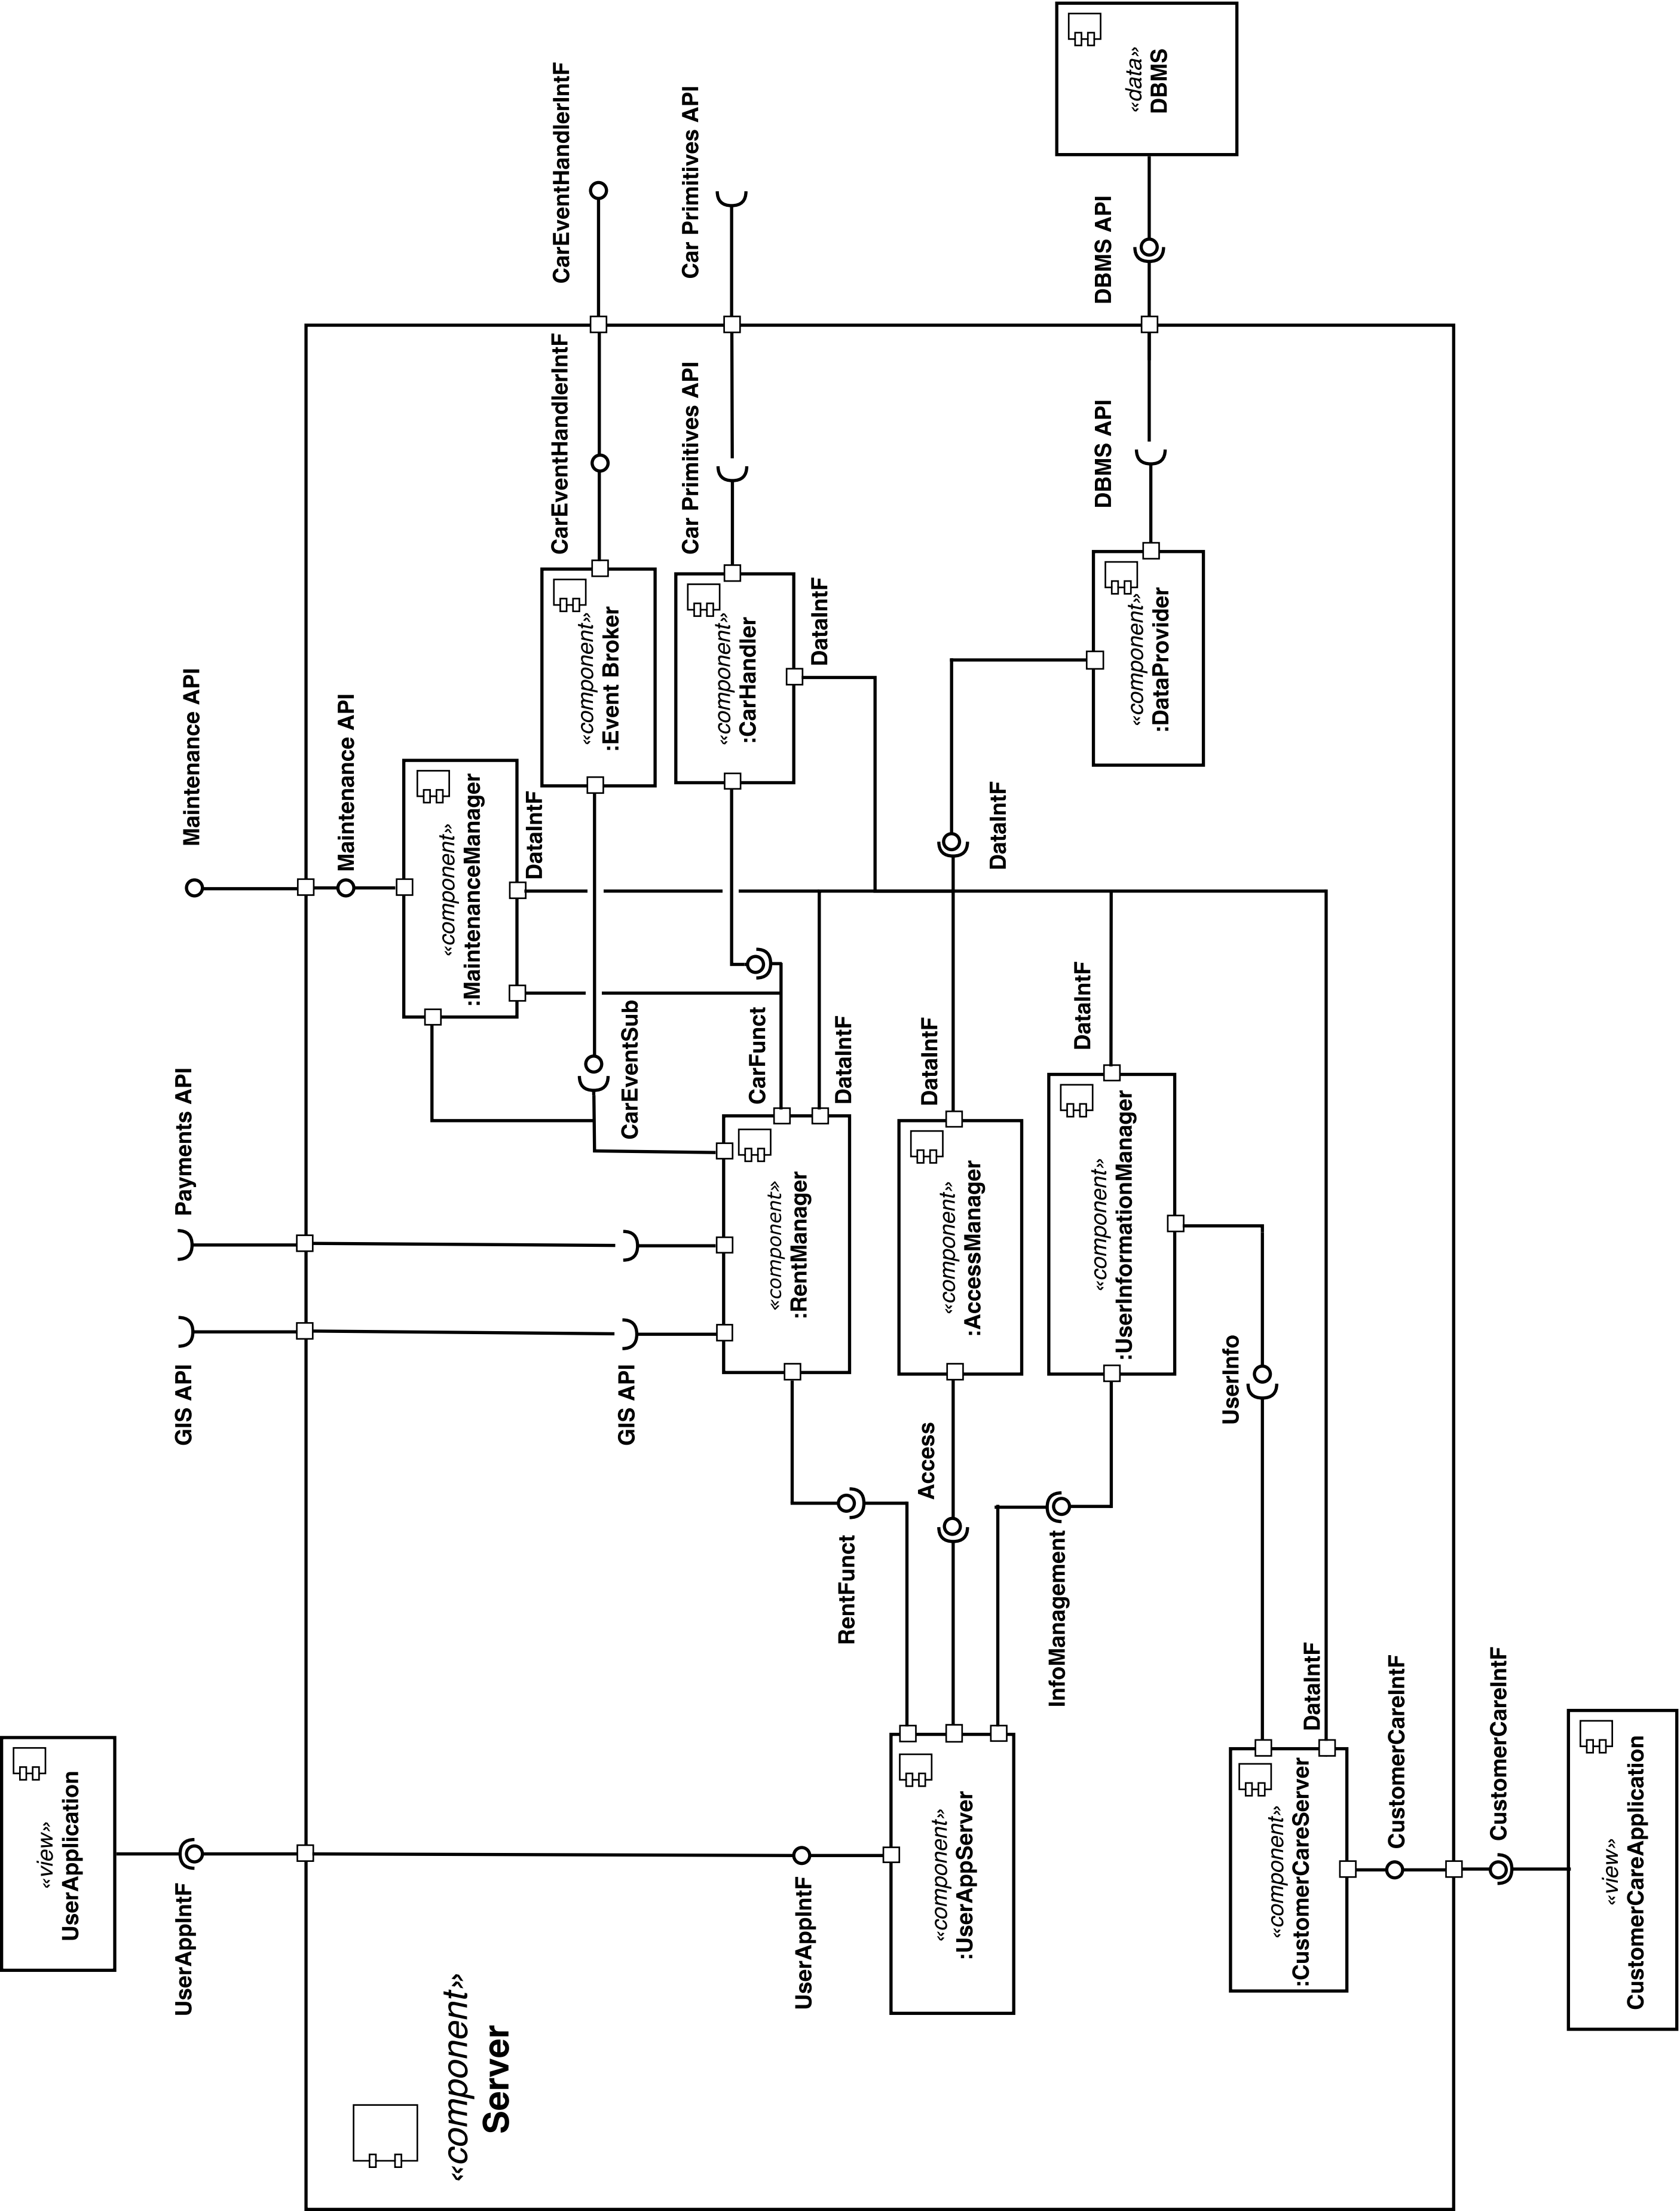 «view»
UserApplication
UserAppIntF
GIS API
Payments API
Maintenance API
Maintenance API
«component»
Server
«component»
:MaintenanceManager
DataIntF
CarEventHandlerIntF
CarEventHandlerIntF
«component»
:Event Broker
GIS API
CarEventSub
Car Primitives API
Car Primitives API
«component»
:CarHandler
CarFunct
«component»
:RentManager
UserAppIntF
DataIntF
DataIntF
RentFunct
Access
DataIntF
«component»
:UserAppServer
«component»
:AccessManager
DataIntF
InfoManagement
DataIntF
«component»
:UserInformationManager
DBMS API
DBMS API
«component»
:DataProvider
«data»
DBMS
UserInfo
«component»
:CustomerCareServer
DataIntF
CustomerCareIntF
CustomerCareIntF
«view»
CustomerCareApplication